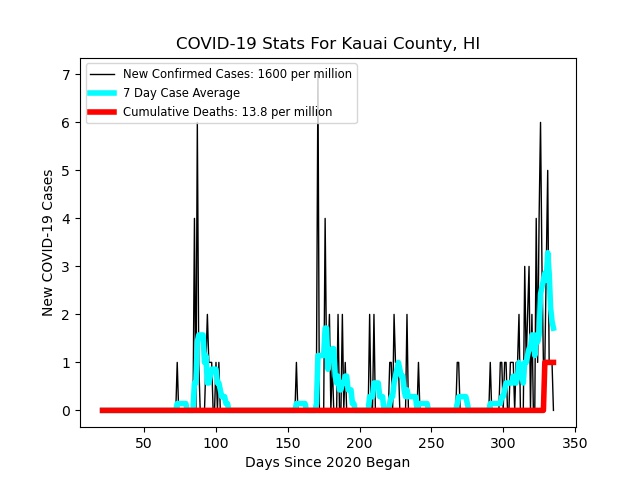 COVID-19 Stats For Kauai County, HI
New Confirmed Cases: 1600 per million
7 Day Case Average
Cumulative Deaths: 13.8 per million
New COVID-19 Cases
7
6
5
4
3
2
1
0
50 100 150 200 250 300 350
Days Since 2020 Began